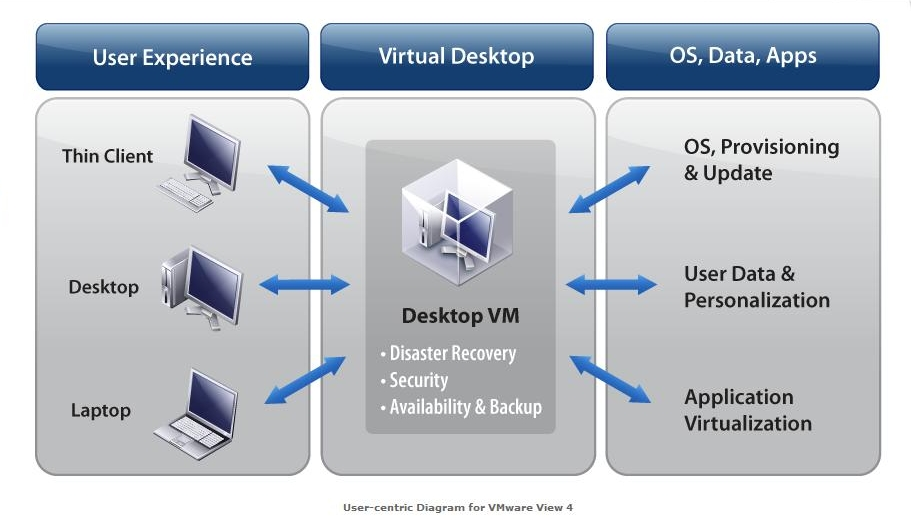 User Experience
Virtual Desktop
OS, Data, Apps
Thin Client
Desktop
Laptop
Desktop VM
• Disaster Recovery
• Security
• Availability & Backup
OS, Provisioning
& Update
User Data &
Personalization
Application
Virtualization
User-centric Diagram for VMware View 4